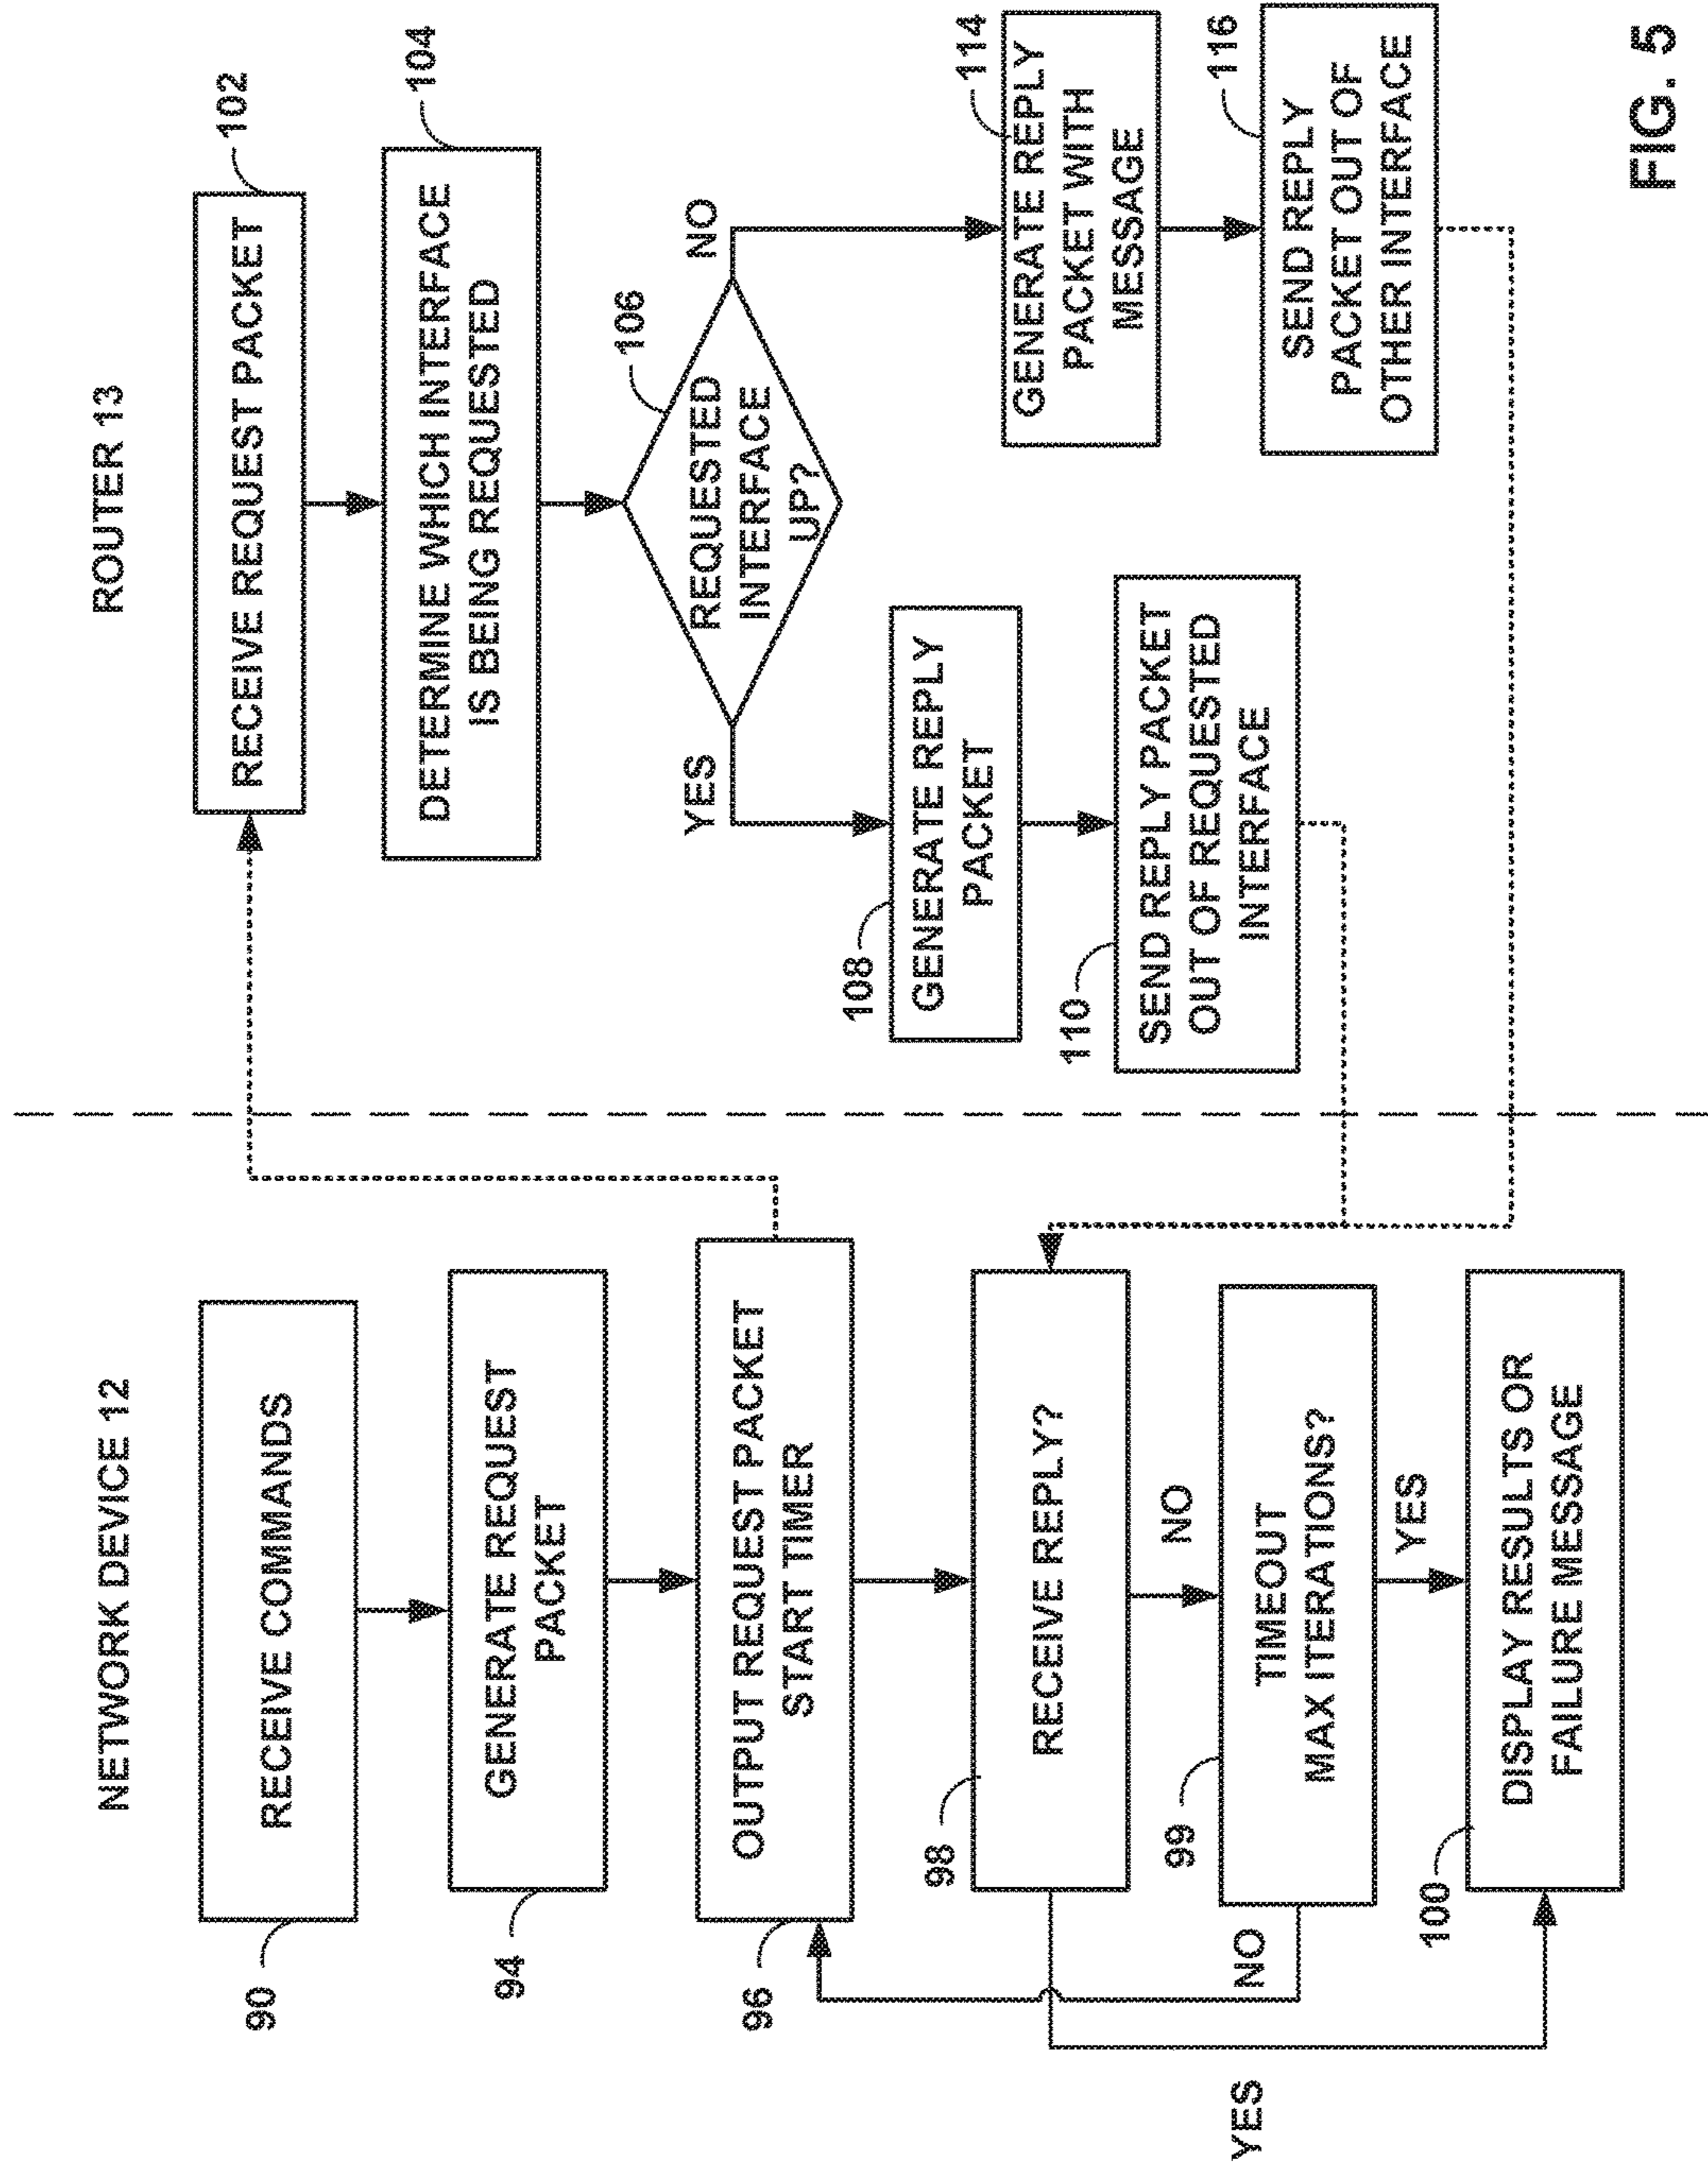 NETWORK DEVICE 12
90
RECEIVE COMMANDS
94
GENERATE REQUEST
PACKET
96
OUTPUT REQUEST PACKET
START TIMER
98
RECEIVE REPLY?
NO
99
TIMEOUT
MAX ITERATIONS?
NO
YES
YES
100
DISPLAY RESULTS OR
FAILURE MESSAGE
ROUTER 13
102
RECEIVE REQUEST PACKET
104
DETERMINE WHICH INTERFACE
IS BEING REQUESTED
106
REQUESTED
INTERFACE
UP?
YES
NO
108
GENERATE REPLY
PACKET
110
SEND REPLY PACKET
OUT OF REQUESTED
INTERFACE
114
GENERATE REPLY
PACKET WITH
MESSAGE
116
SEND REPLY
PACKET OUT OF
OTHER INTERFACE
FIG. 5